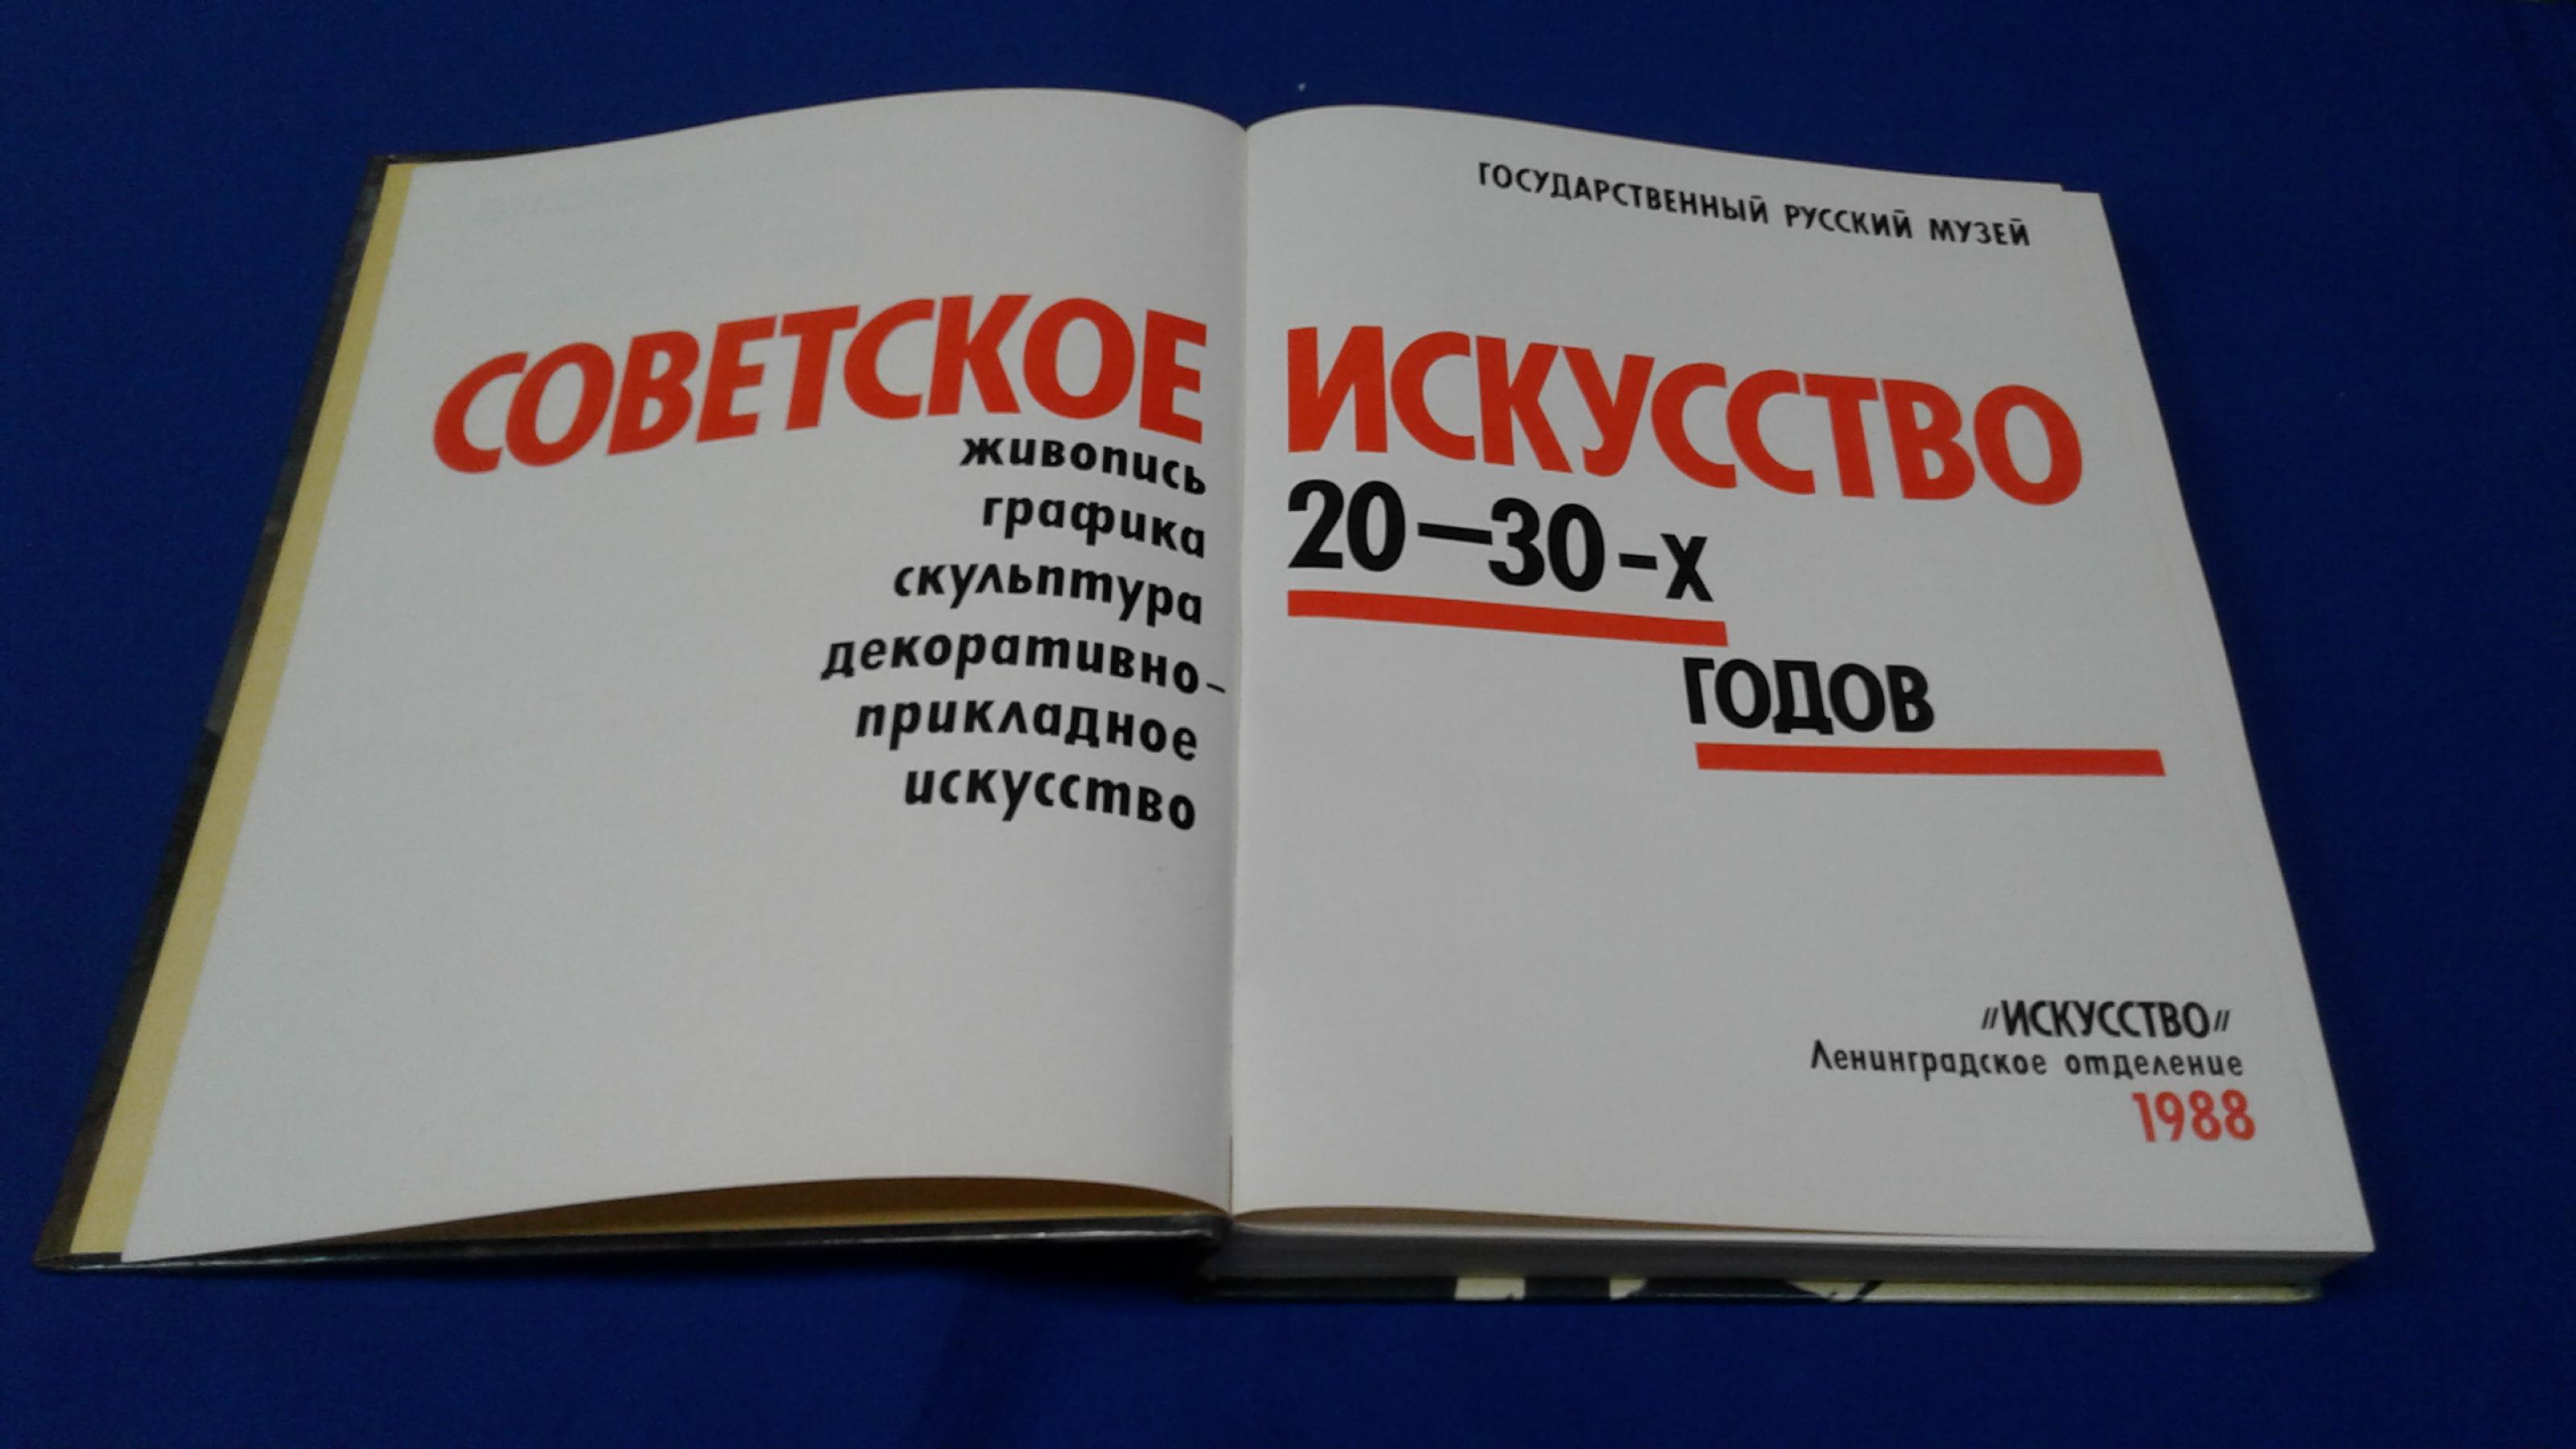 ГОСУДАРСТВЕННЫЙ РУССКИЙ МУЗЕЙ
СОВЕТСКОЕ ИСКУССТВО
живопись
графика
скульптура
декоративно-
прикладное
искусство
20—30-х
ГОДОВ
"ИСКУССТВО"
Ленинградское отделение
1988